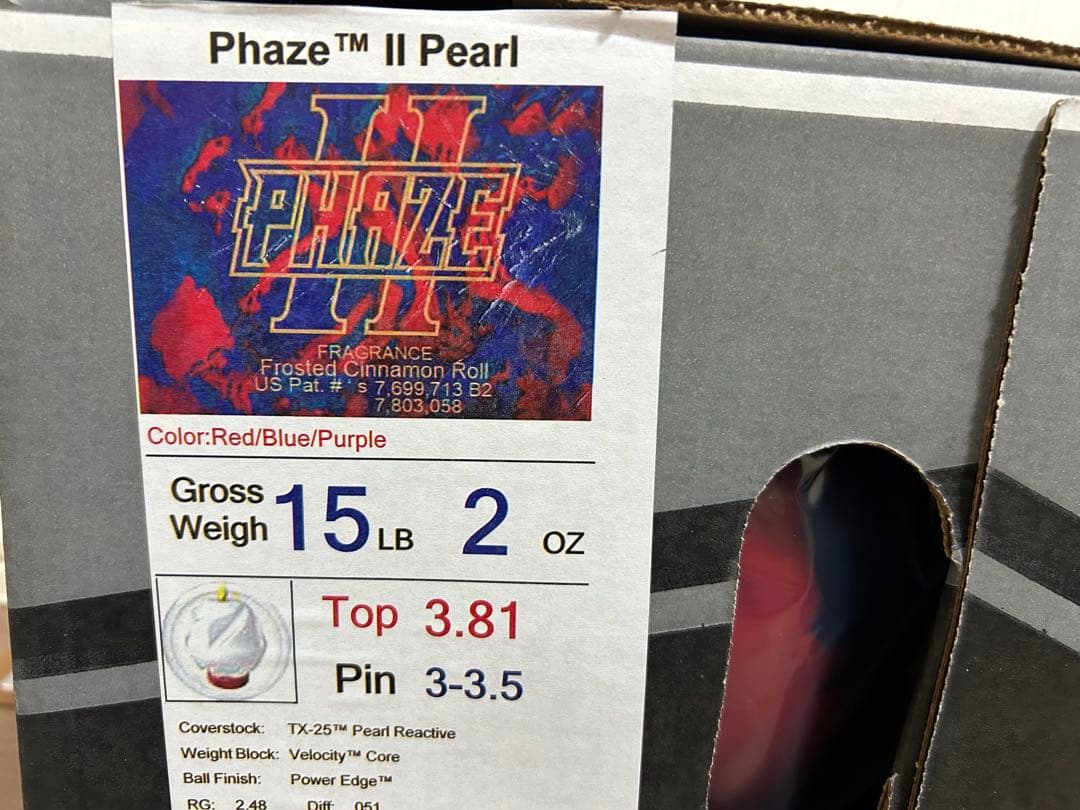 Phaze™ II Pearl
II
PHAZE
FRAGRANCE
Frosted Cinnamon Roll
US Pat. # ' s 7,699,713 B2
7,803,058
Color:Red/Blue/Purple
Gross Weigh 15 LB 2 OZ
Top 3.81
Pin 3-3.5
Coverstock: TX-25™ Pearl Reactive
Weight Block: Velocity™ Core
Ball Finish: Power Edge™
RG: 2.48 Diff: .051